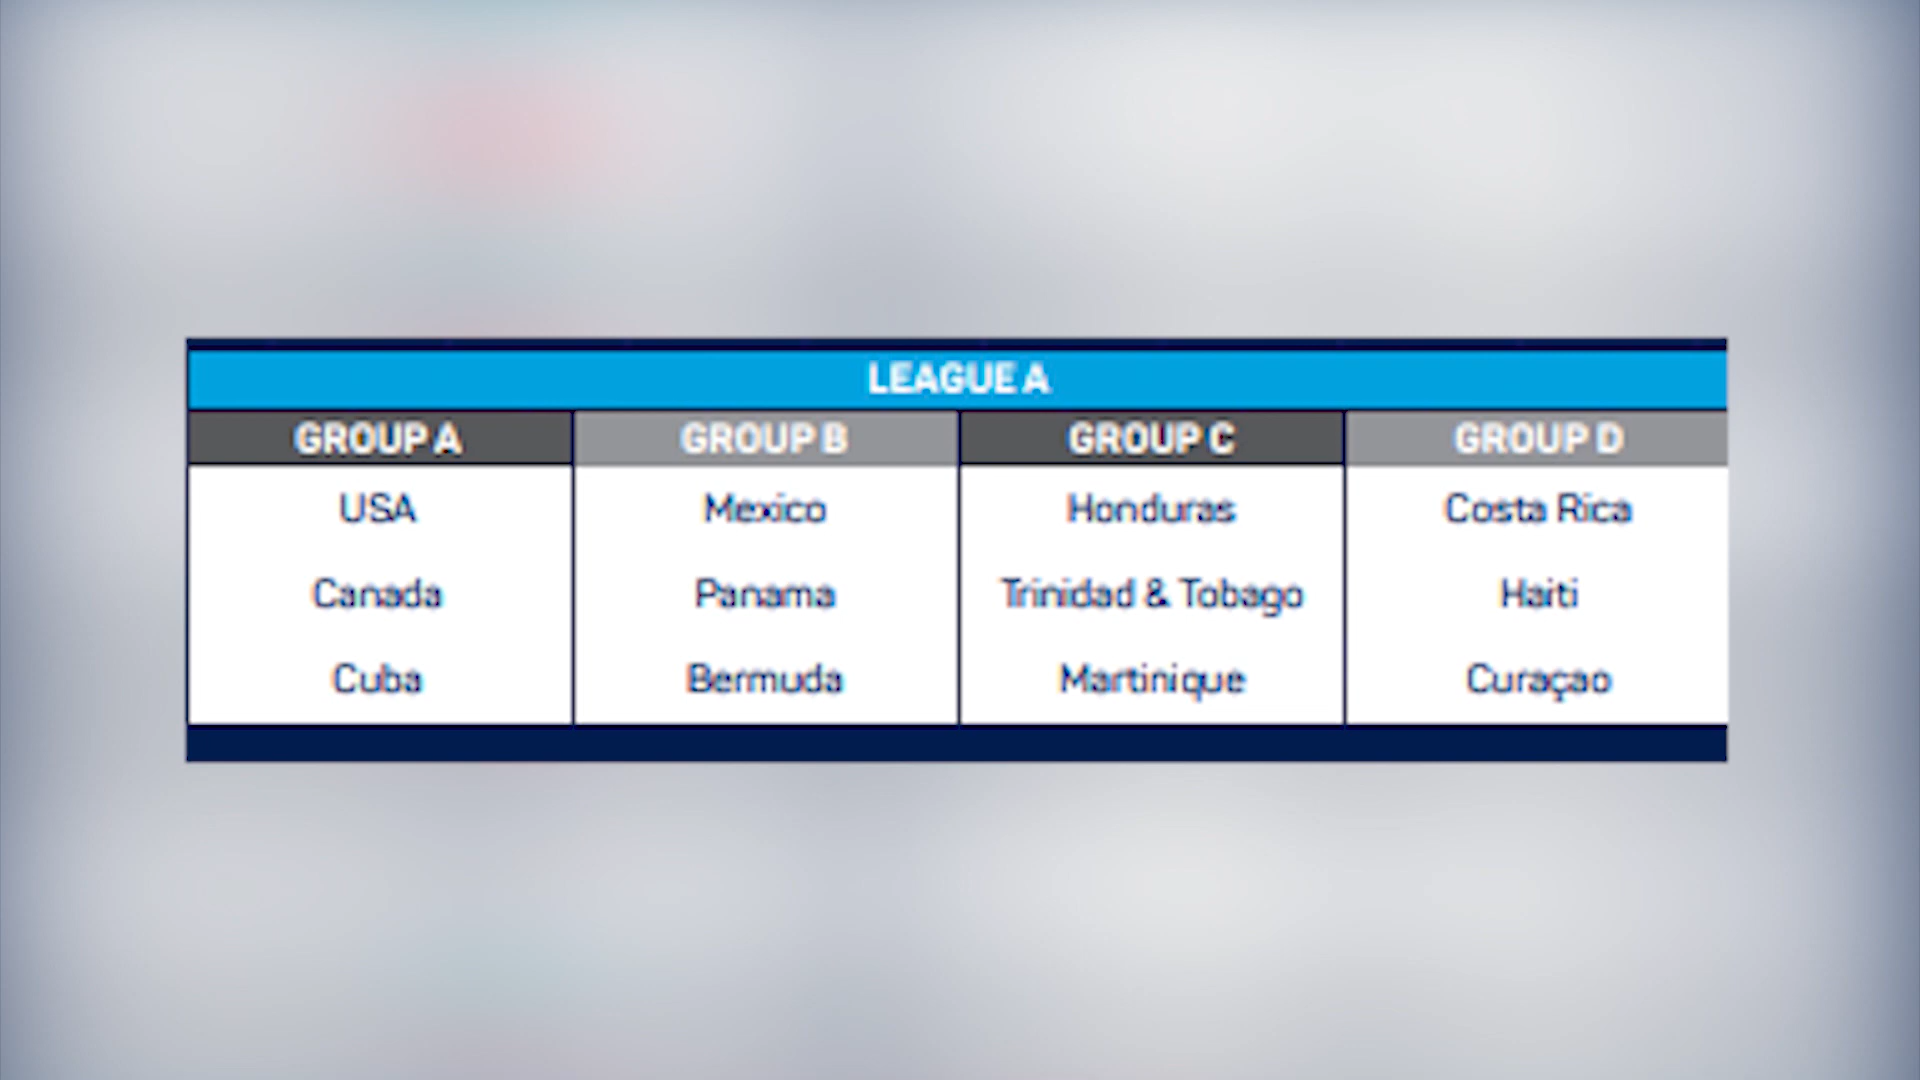 LEAGUE A
GROUP A GROUP B GROUP C GROUP D
USA Mexico Honduras Costa Rica
Canada Panama Trinidad & Tobago Haiti
Cuba Bermuda Martinique Curaçao